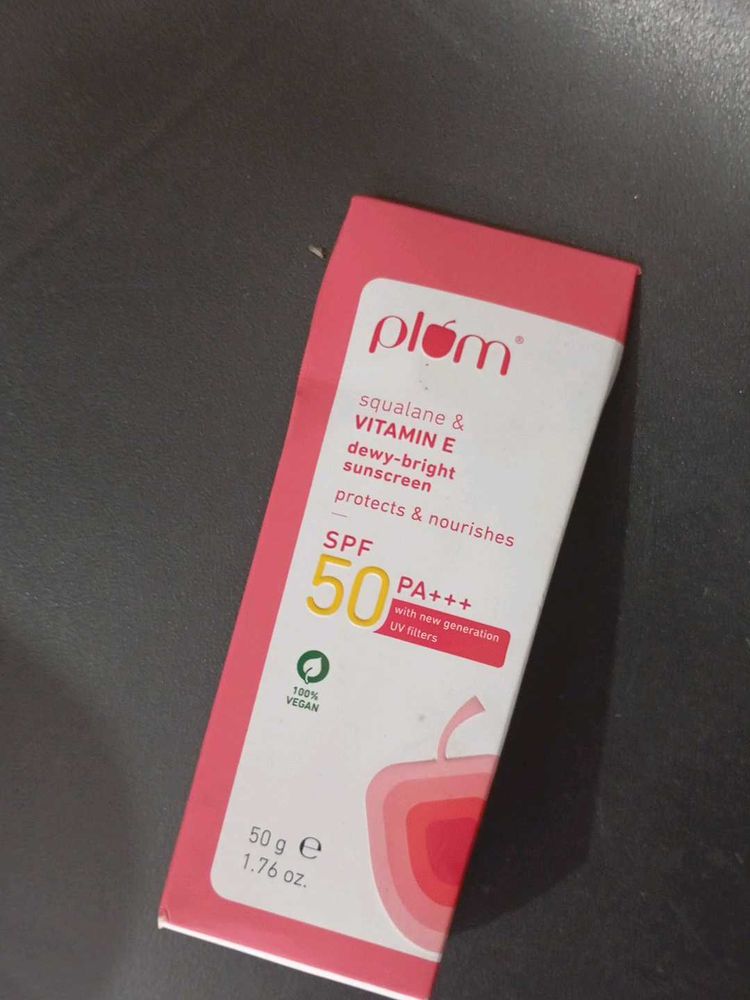 plum®
squalane &
VITAMIN E
dewy-bright
sunscreen
protects & nourishes
SPF
50 PA+++
with new generation
UV filters
100%
VEGAN
50 g ℮
1.76 oz.